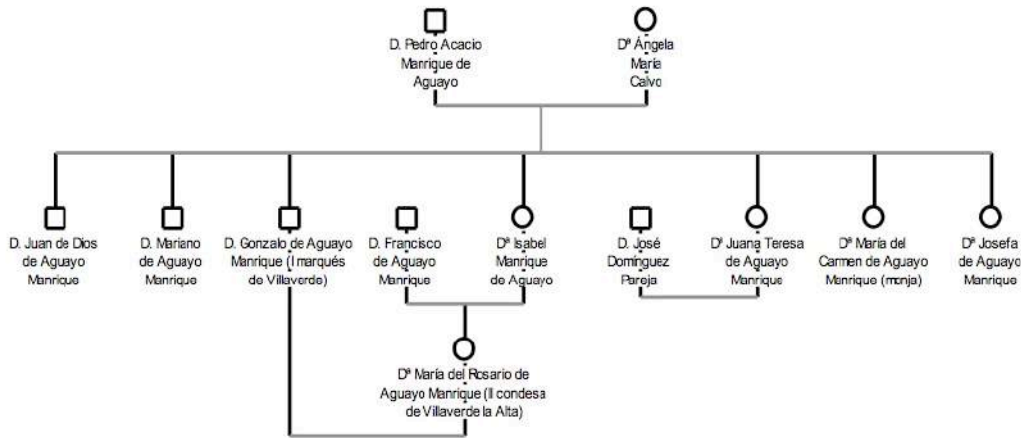 D. Pedro Acacio
Manrique de
Aguayo
Dª Ángela
María
Calvo
D. Juan de Dios
de Aguayo
Manrique
D. Mariano
de Aguayo
Manrique
D. Gonzalo de Aguayo
Manrique (II marqués
de Villaverde)
D. Francisco
de Aguayo
Manrique
Dª Isabel
Manrique
de Aguayo
D. José
Domínguez
Pareja
Dª Juana Teresa
de Aguayo
Manrique
Dª María del
Carmen de Aguayo
Manrique (monja)
Dª Josefa
de Aguayo
Manrique
Dª María del Rosario de
Aguayo Manrique (II condesa
de Villaverde la Alta)